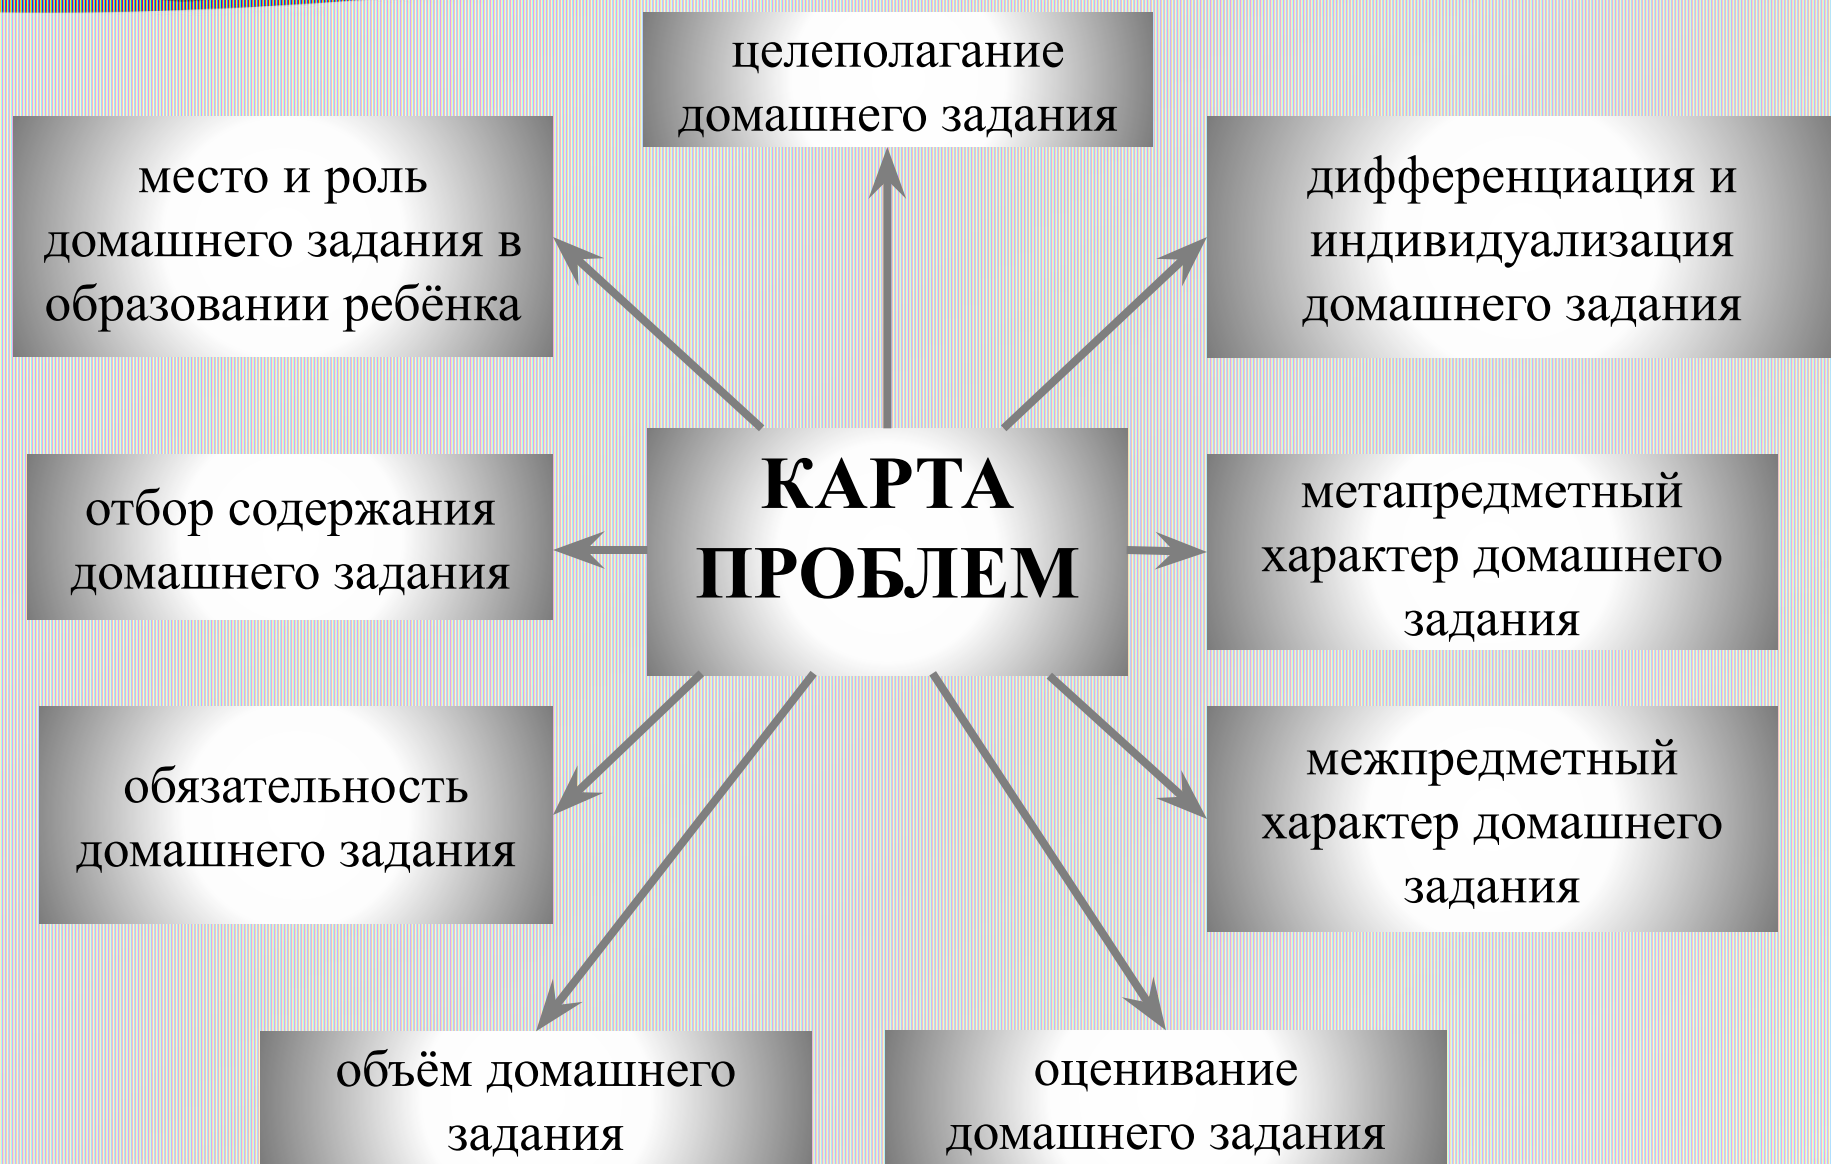 целеполагание
домашнего задания
место и роль
домашнего задания в
образовании ребёнка
дифференциация и
индивидуализация
домашнего задания
отбор содержания
домашнего задания
КАРТА
ПРОБЛЕМ
метапредметный
характер домашнего
задания
обязательность
домашнего задания
межпредметный
характер домашнего
задания
объём домашнего
задания
оценивание
домашнего задания